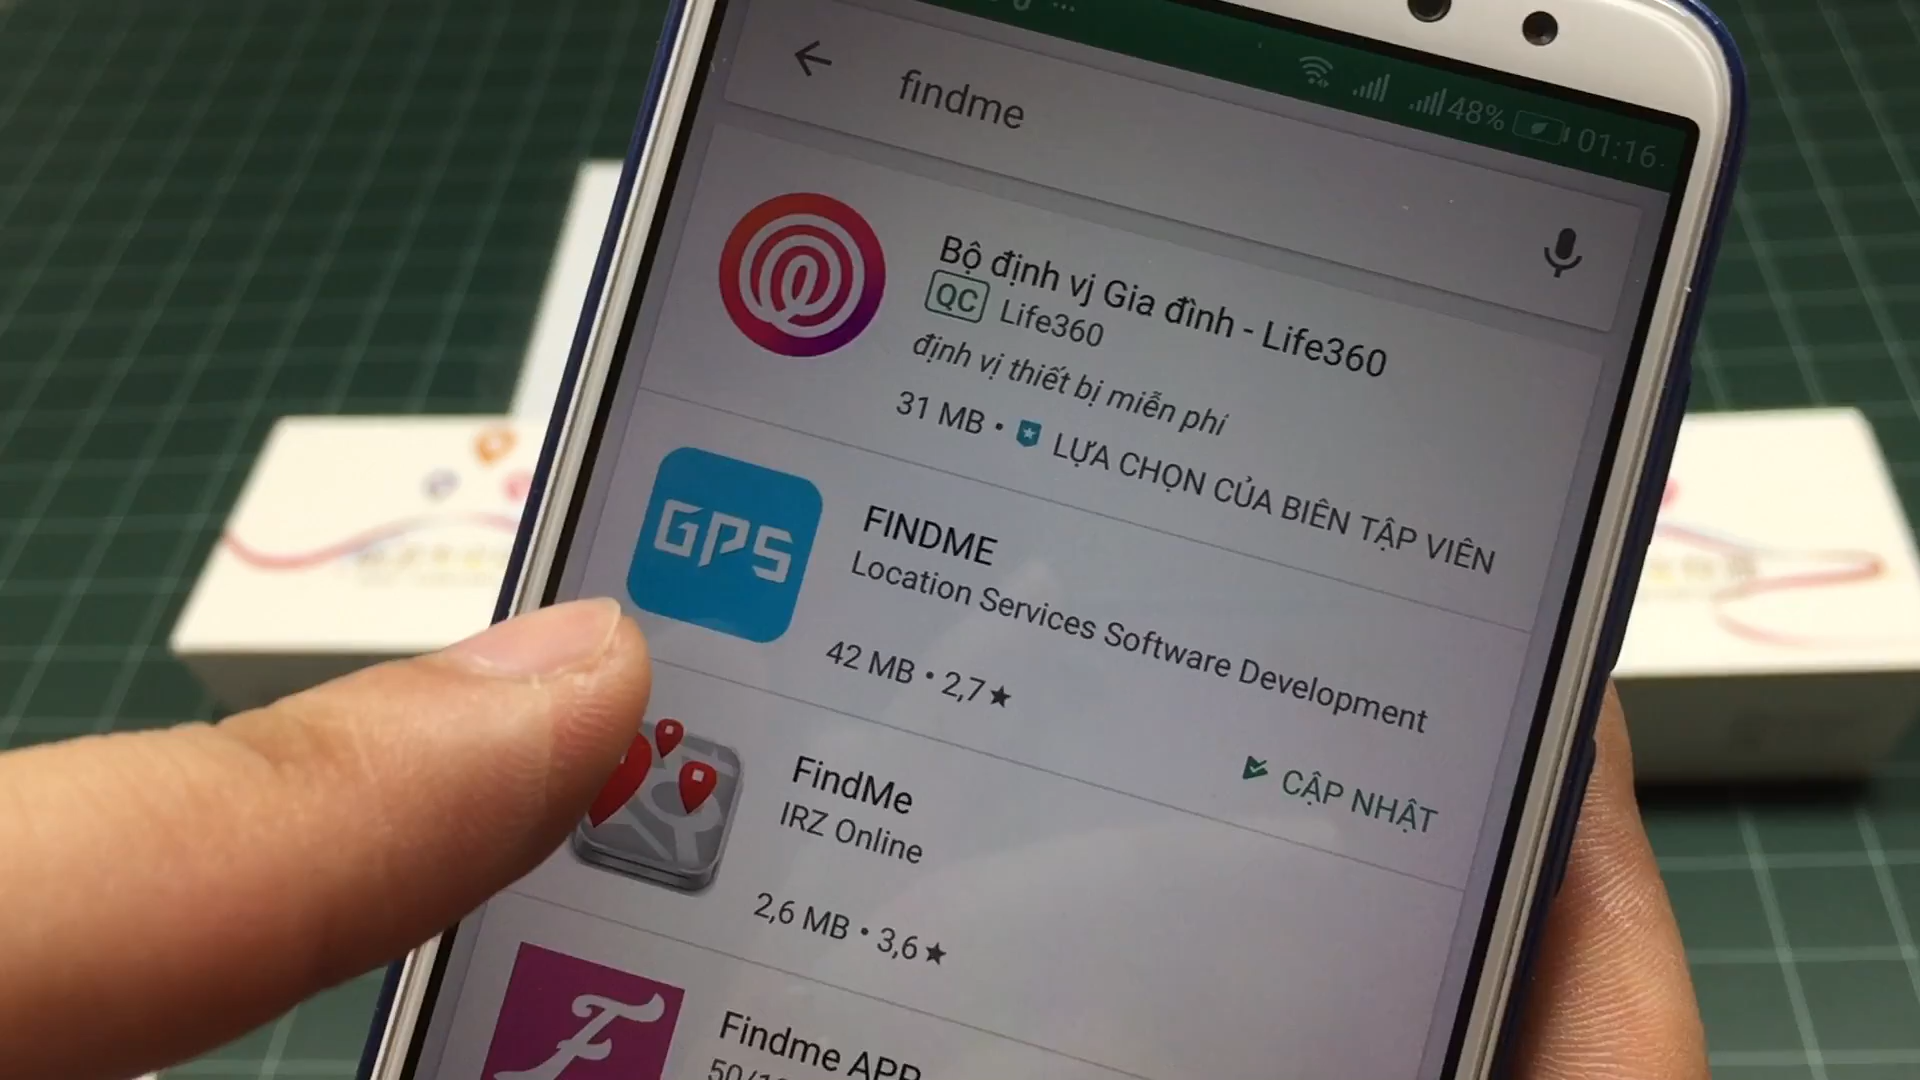 48% 01:16
findme
Bộ định vị Gia đình - Life360
QC Life360
định vị thiết bị miễn phí
31 MB • LỰA CHỌN CỦA BIÊN TẬP VIÊN
GPS
FINDME
Location Services Software Development
42 MB • 2,7★
CẬP NHẬT
FindMe
IRZ Online
2,6 MB • 3,6★
F
Findme APP